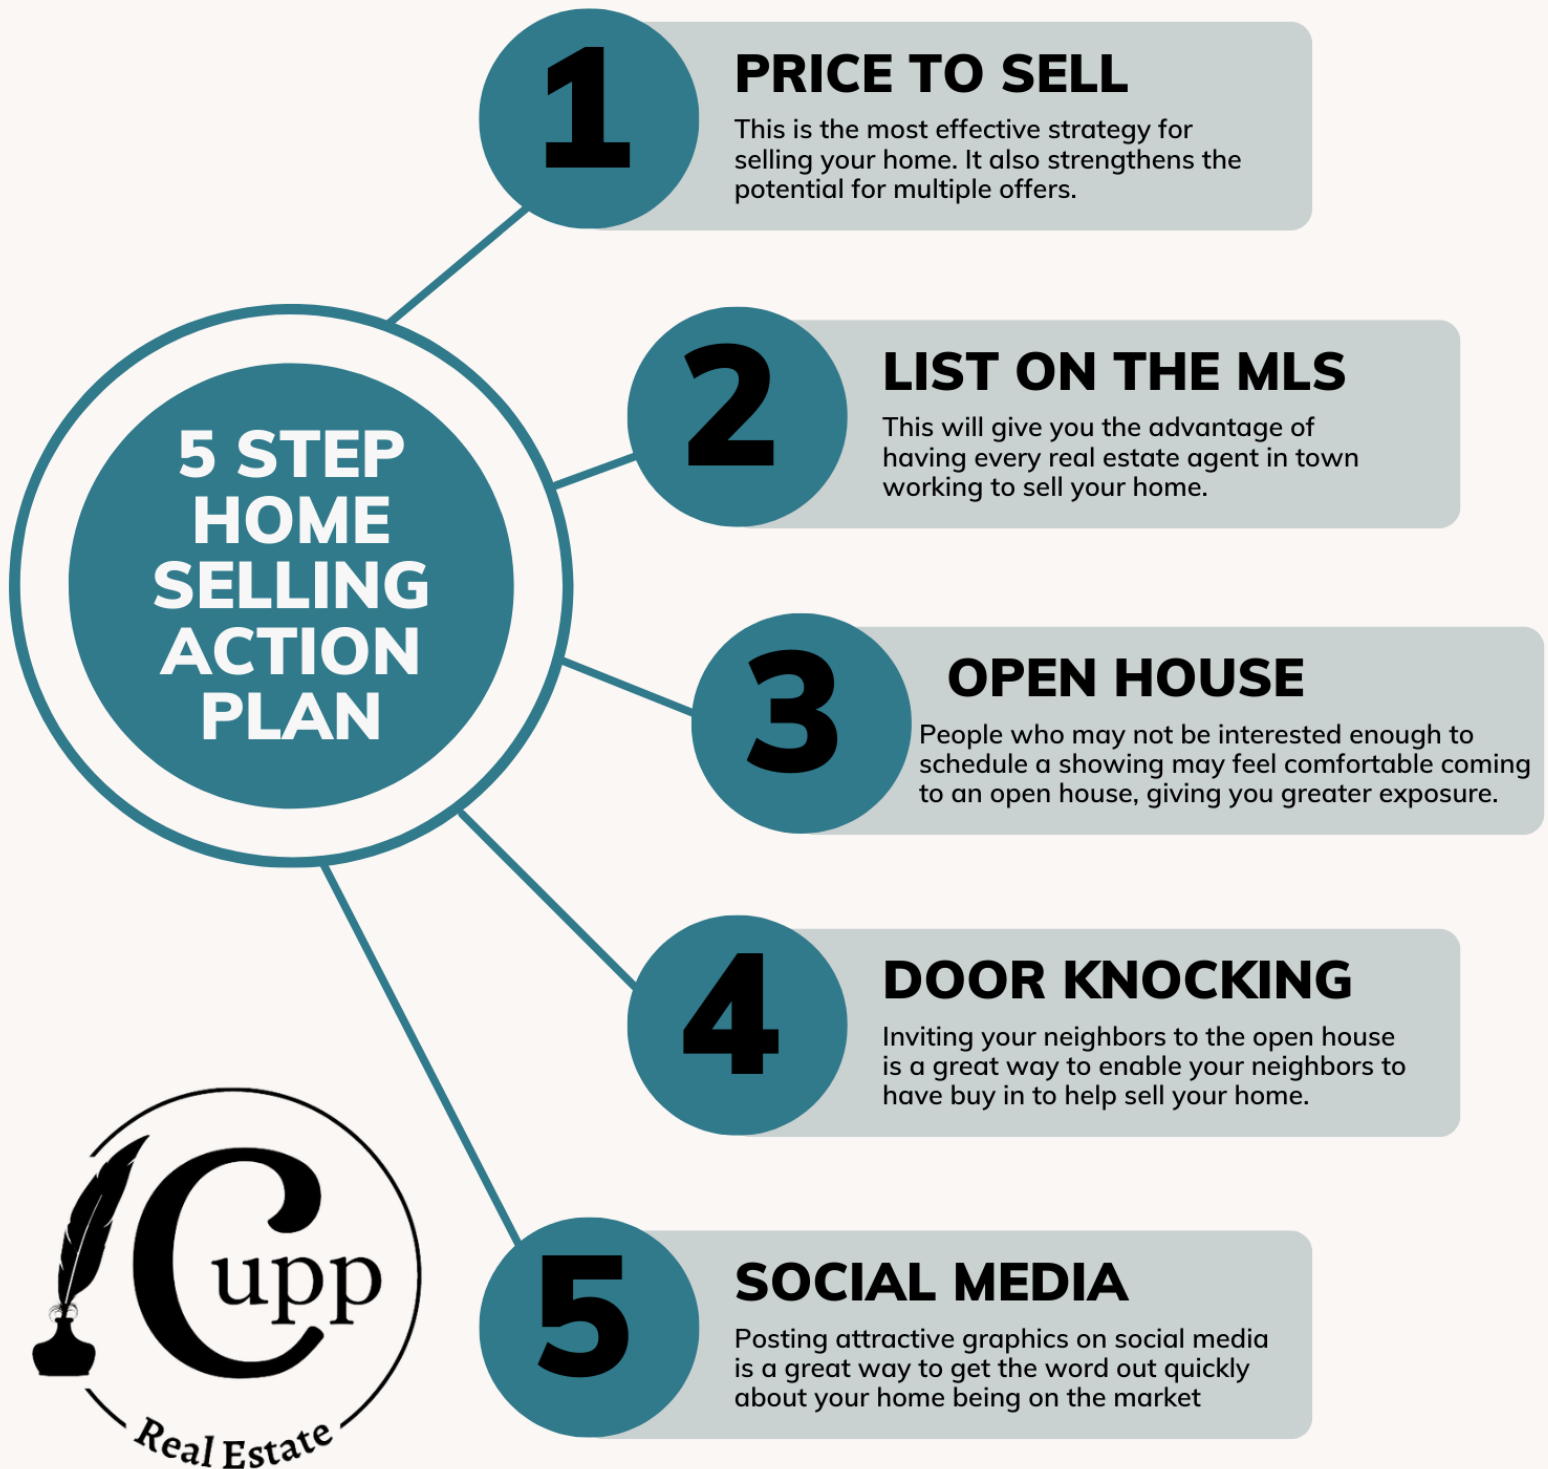 5 STEP
HOME
SELLING
ACTION
PLAN
1
PRICE TO SELL
This is the most effective strategy for
selling your home. It also strengthens the
potential for multiple offers.
2
LIST ON THE MLS
This will give you the advantage of
having every real estate agent in town
working to sell your home.
3
OPEN HOUSE
People who may not be interested enough to
schedule a showing may feel comfortable coming
to an open house, giving you greater exposure.
4
DOOR KNOCKING
Inviting your neighbors to the open house
is a great way to enable your neighbors to
have buy in to help sell your home.
5
SOCIAL MEDIA
Posting attractive graphics on social media
is a great way to get the word out quickly
about your home being on the market
Cupp
Real Estate